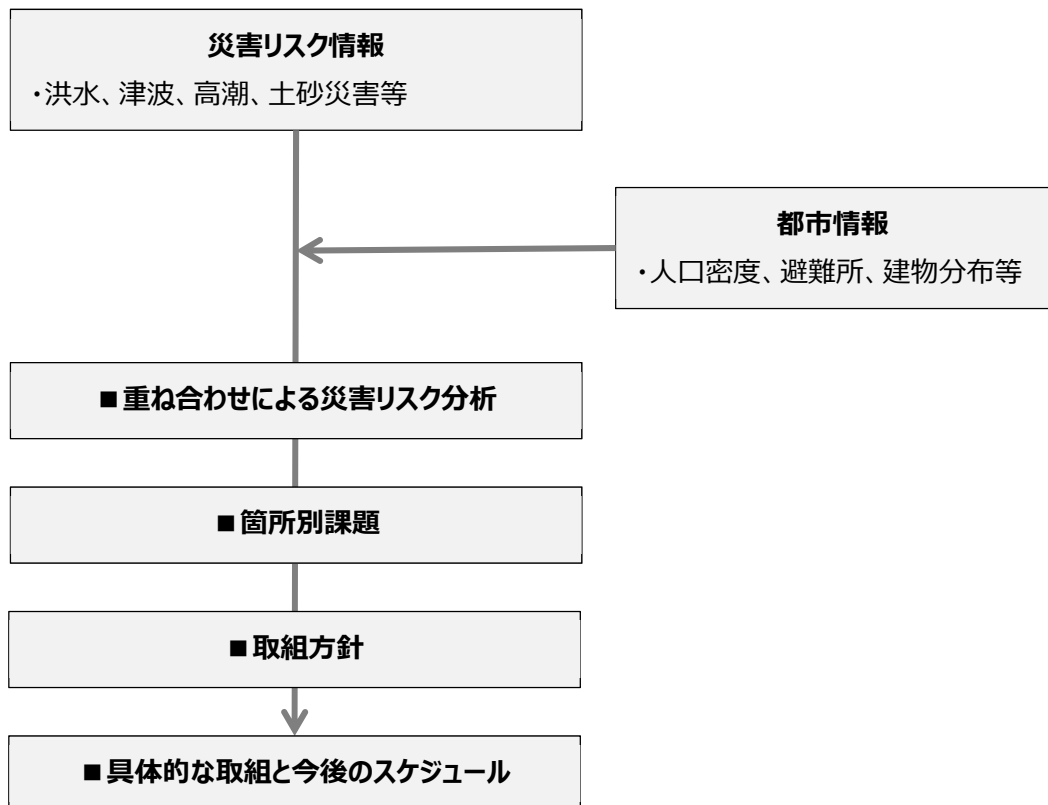 災害リスク情報
・洪水、津波、高潮、土砂災害等
都市情報
・人口密度、避難所、建物分布等
■重ね合わせによる災害リスク分析
■箇所別課題
■取組方針
■具体的な取組と今後のスケジュール